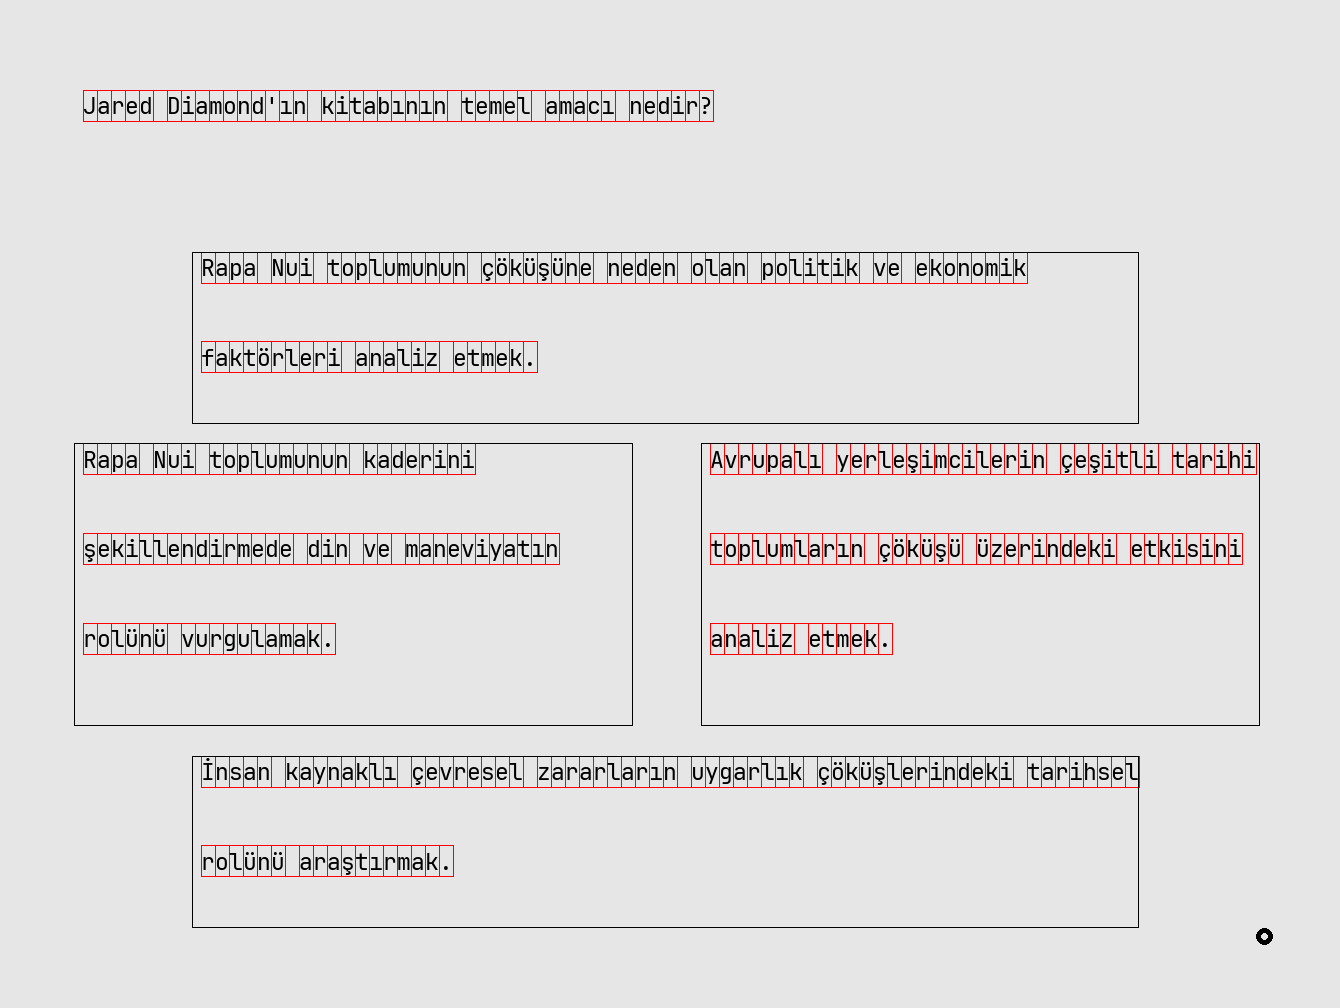 Jared Diamond'ın kitabının temel amacı nedir?
Rapa Nui toplumunun çöküşüne neden olan politik ve ekonomik
faktörleri analiz etmek.
Rapa Nui toplumunun kaderini
şekillendirmede din ve maneviyatın
rolünü vurgulamak.
Avrupalı yerleşimcilerin çeşitli tarihi
toplumların çöküşü üzerindeki etkisini
analiz etmek.
İnsan kaynaklı çevresel zararların uygarlık çöküşlerindeki tarihsel
rolünü araştırmak.